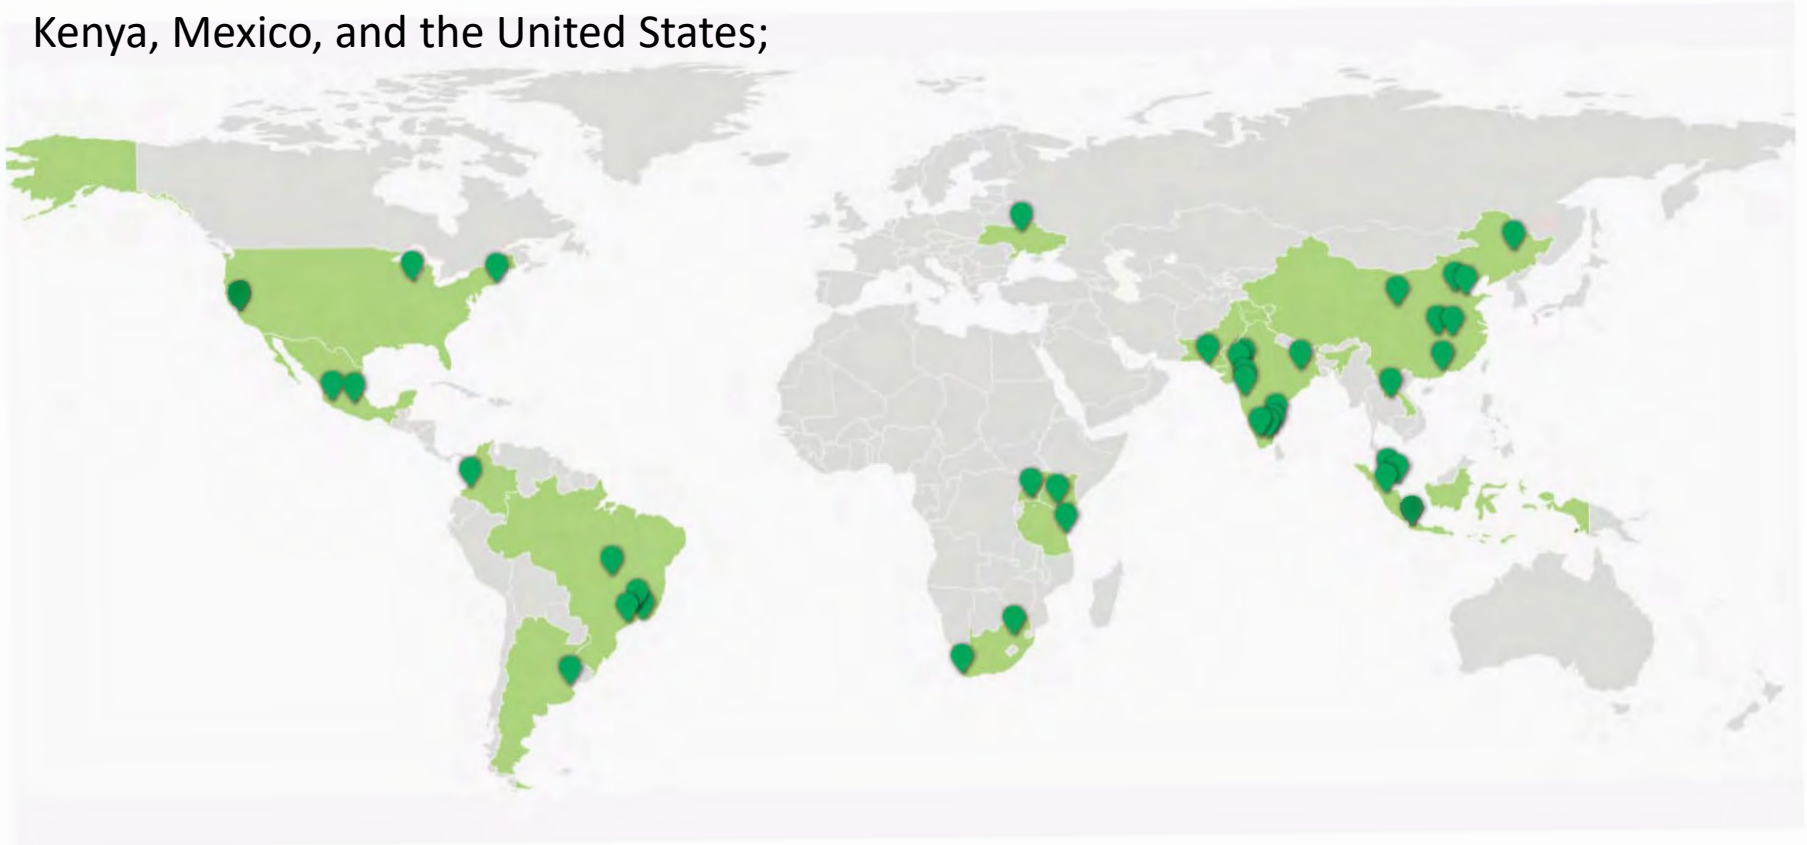 Kenya, Mexico, and the United States;